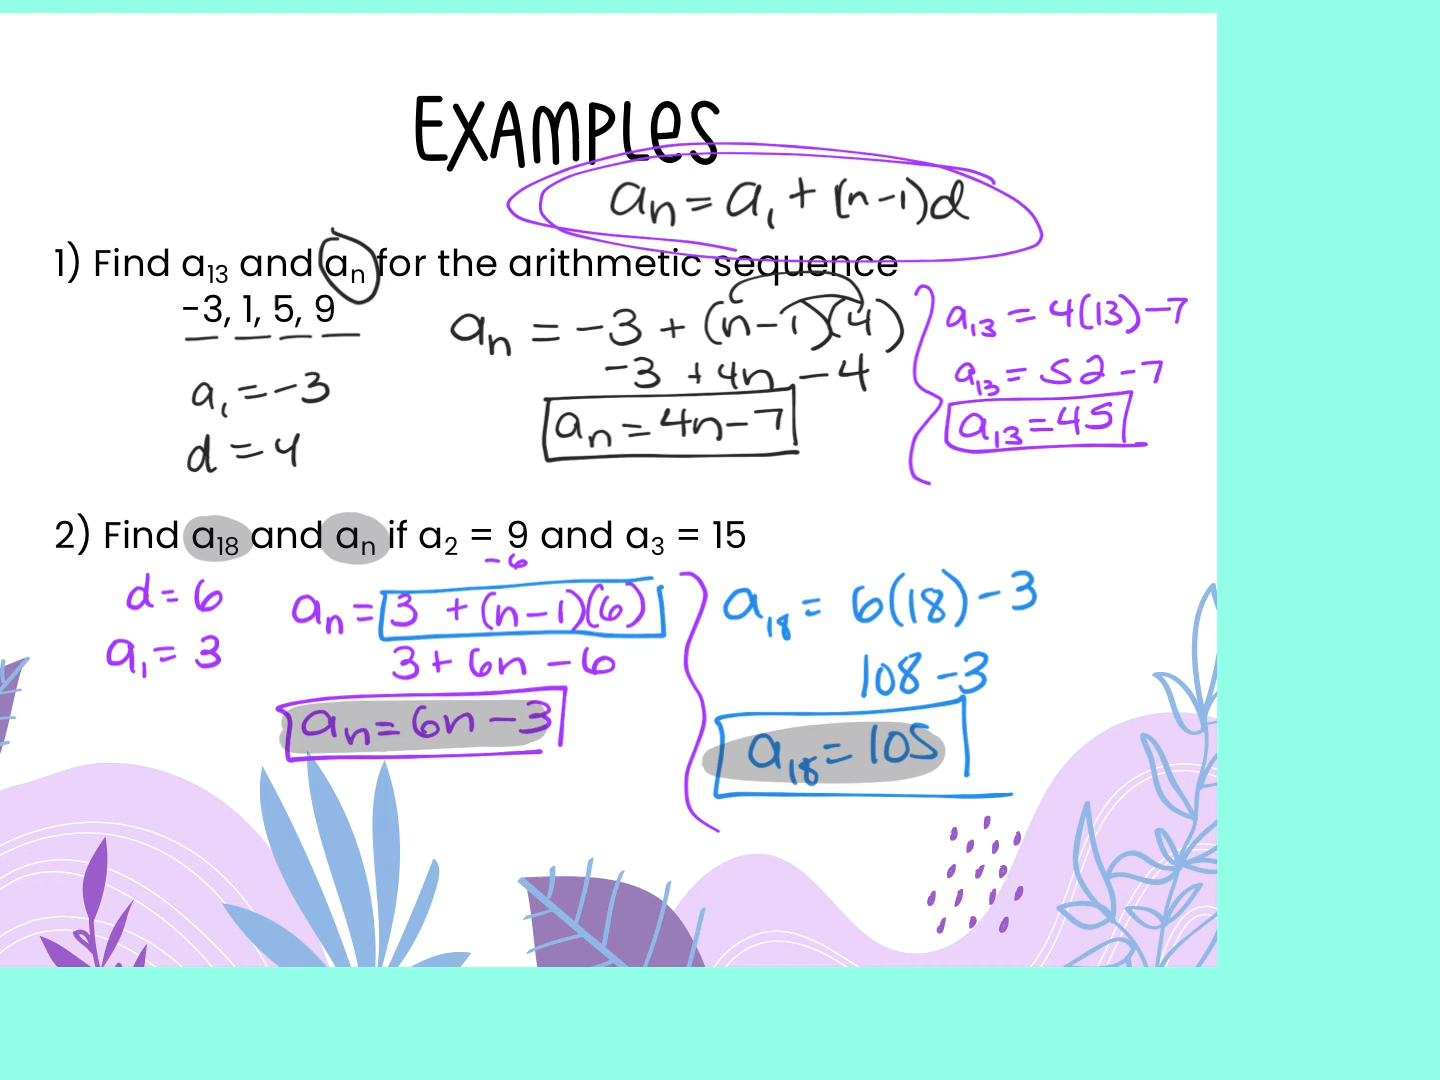 EXAMPLES
aₙ = a₁ + (n-1)d
1) Find a₁₃ and aₙ for the arithmetic sequence
-3, 1, 5, 9
a₁ = -3
d = 4
aₙ = -3 + (n-1)(4)
-3 + 4n - 4
aₙ = 4n - 7
a₁₃ = 4(13) - 7
a₁₃ = 52 - 7
a₁₃ = 45
2) Find a₁₈ and aₙ if a₂ = 9 and a₃ = 15
-6
d = 6
a₁ = 3
aₙ = 3 + (n-1)(6)
3 + 6n - 6
aₙ = 6n - 3
a₁₈ = 6(18) - 3
108 - 3
a₁₈ = 105